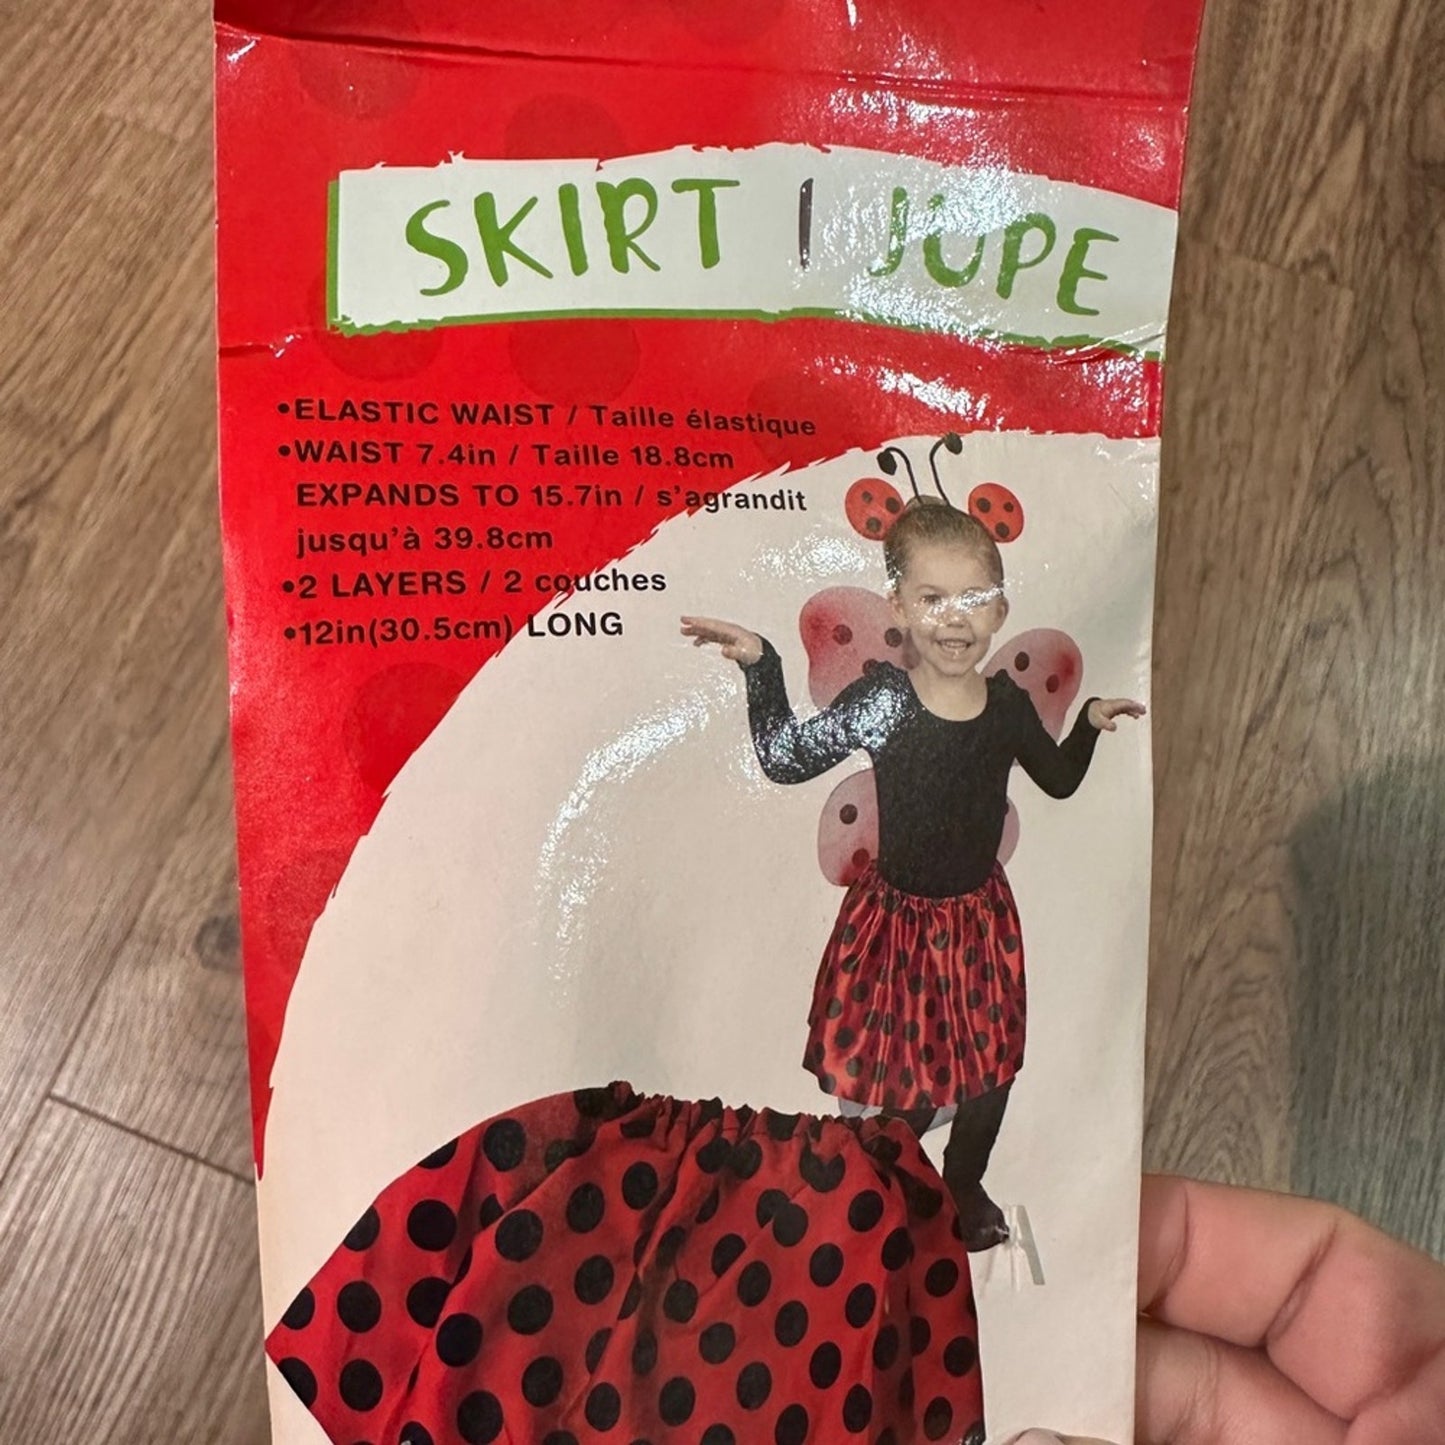 SKIRT | JUPE
•ELASTIC WAIST / Taille élastique
•WAIST 7.4in / Taille 18.8cm
EXPANDS TO 15.7in / s'agrandit
jusqu'à 39.8cm
•2 LAYERS / 2 couches
•12in(30.5cm) LONG